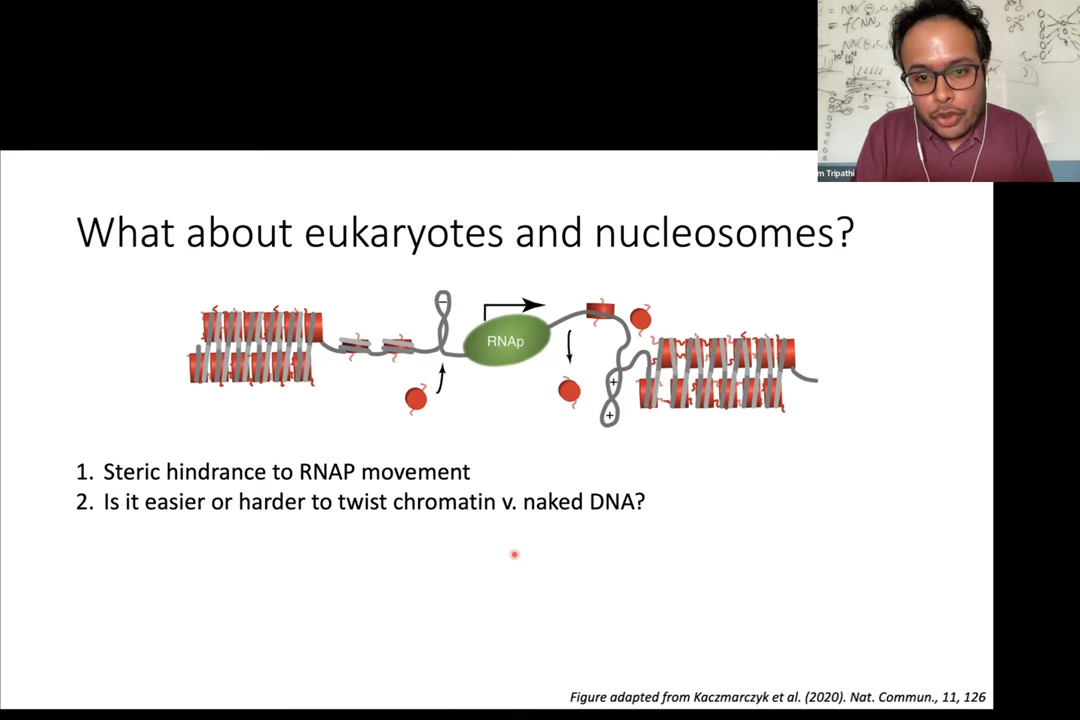 m Tripathi
What about eukaryotes and nucleosomes?
RNAp
1. Steric hindrance to RNAP movement
2. Is it easier or harder to twist chromatin v. naked DNA?
Figure adapted from Kaczmarczyk et al. (2020). Nat. Commun., 11, 126